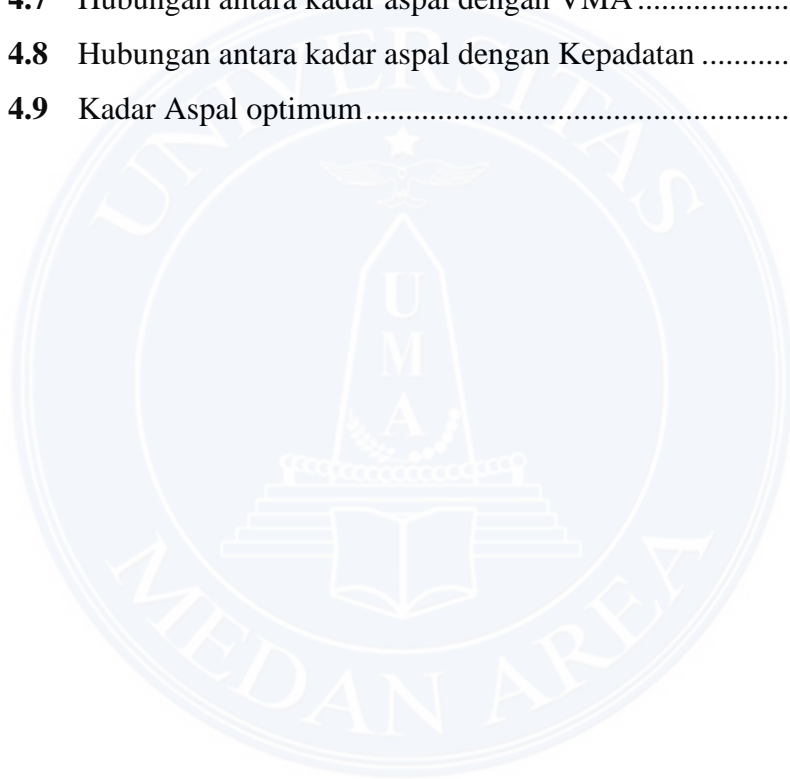 4.7 Hubungan antara kadar aspal dengan VMA....................
4.8 Hubungan antara kadar aspal dengan Kepadatan ...........
4.9 Kadar Aspal optimum..................................................
UNIVERSITAS
U
M
A
MEDAN AREA